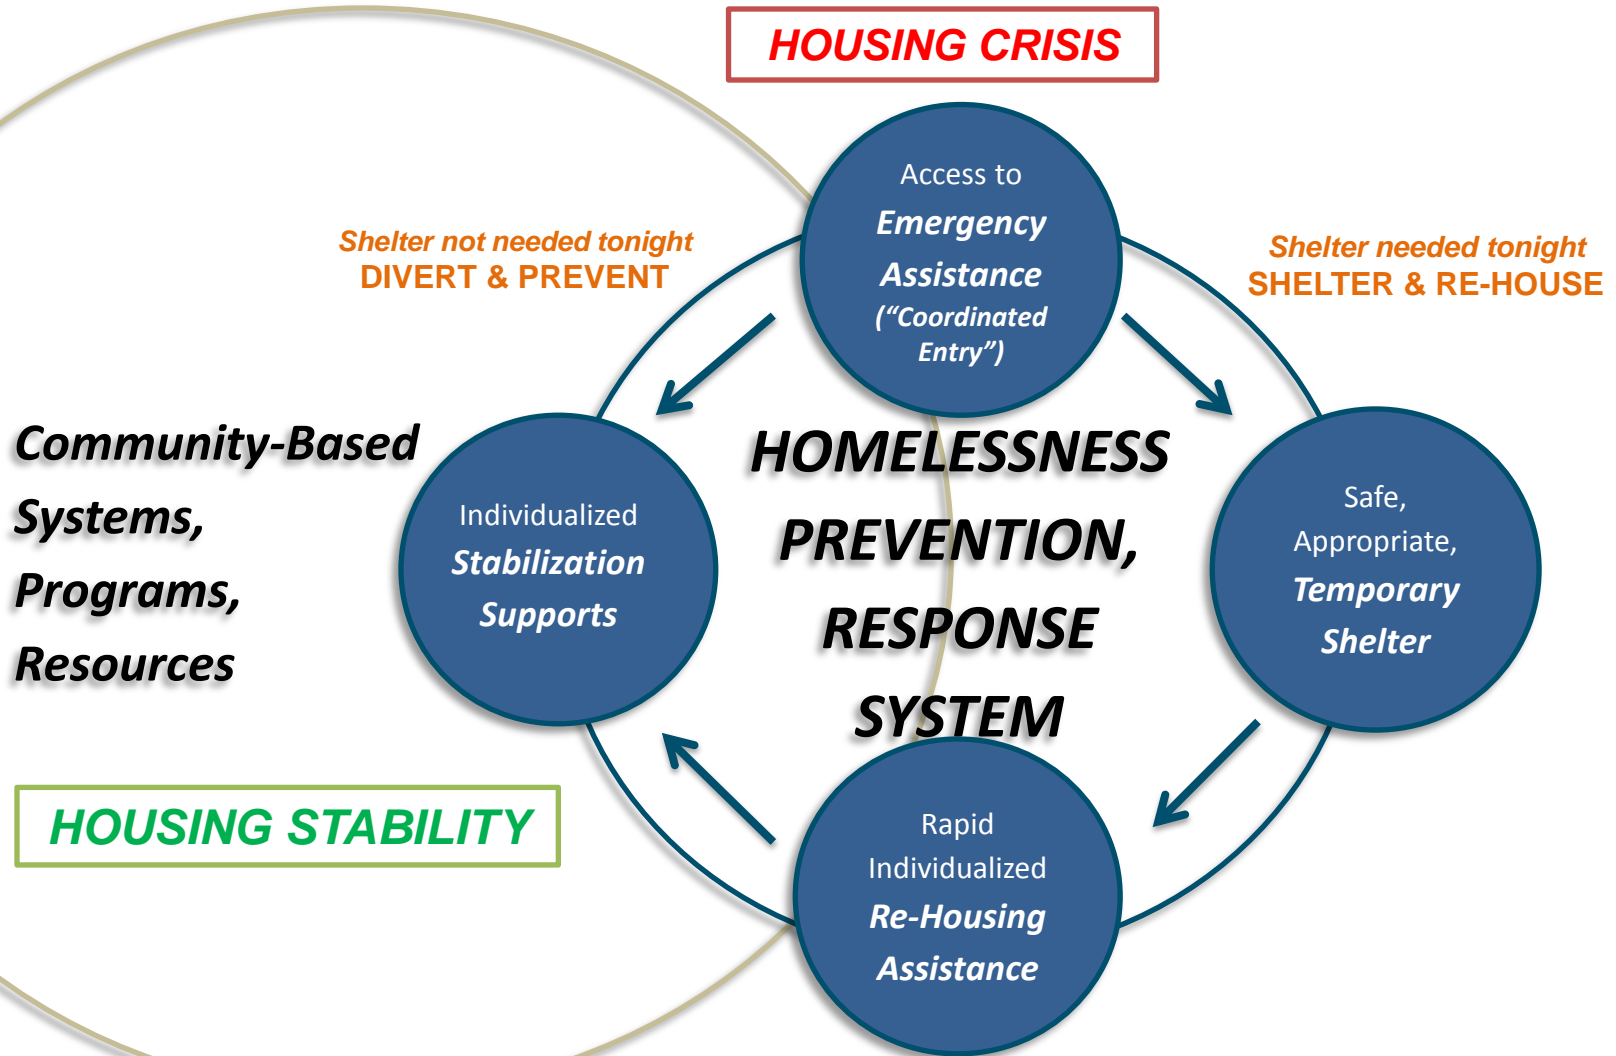 HOUSING CRISIS
Access to
Emergency
Assistance
(“Coordinated
Entry”)
Shelter not needed tonight
DIVERT & PREVENT
Shelter needed tonight
SHELTER & RE-HOUSE
Community-Based
Systems,
Programs,
Resources
Individualized
Stabilization
Supports
HOMELESSNESS
PREVENTION,
RESPONSE
SYSTEM
Safe,
Appropriate,
Temporary
Shelter
HOUSING STABILITY
Rapid
Individualized
Re-Housing
Assistance